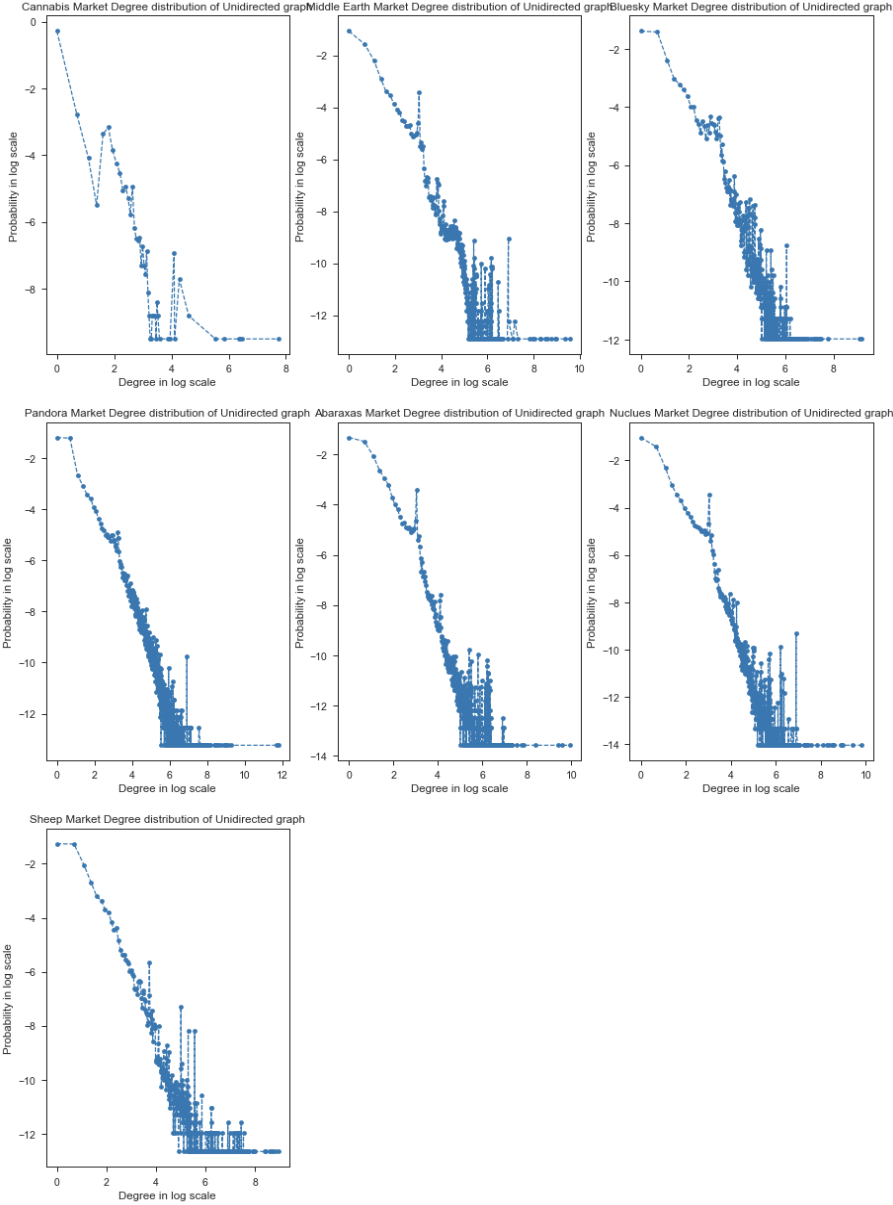 Cannabis Market Degree distribution of Unidirected graph
Middle Earth Market Degree distribution of Unidirected graph
Bluesky Market Degree distribution of Unidirected graph
Probability in log scale
0
−2
−4
−6
−8
0 2 4 6 8
Degree in log scale
Probability in log scale
−2
−4
−6
−8
−10
−12
0 2 4 6 8 10
Degree in log scale
Probability in log scale
−2
−4
−6
−8
−10
−12
0 2 4 6 8
Degree in log scale
Pandora Market Degree distribution of Unidirected graph
Abaraxas Market Degree distribution of Unidirected graph
Nuclues Market Degree distribution of Unidirected graph
Probability in log scale
−2
−4
−6
−8
−10
−12
0 2 4 6 8 10 12
Degree in log scale
Probability in log scale
−2
−4
−6
−8
−10
−12
−14
0 2 4 6 8 10
Degree in log scale
Probability in log scale
−2
−4
−6
−8
−10
−12
−14
0 2 4 6 8 10
Degree in log scale
Sheep Market Degree distribution of Unidirected graph
Probability in log scale
−2
−4
−6
−8
−10
−12
0 2 4 6 8
Degree in log scale